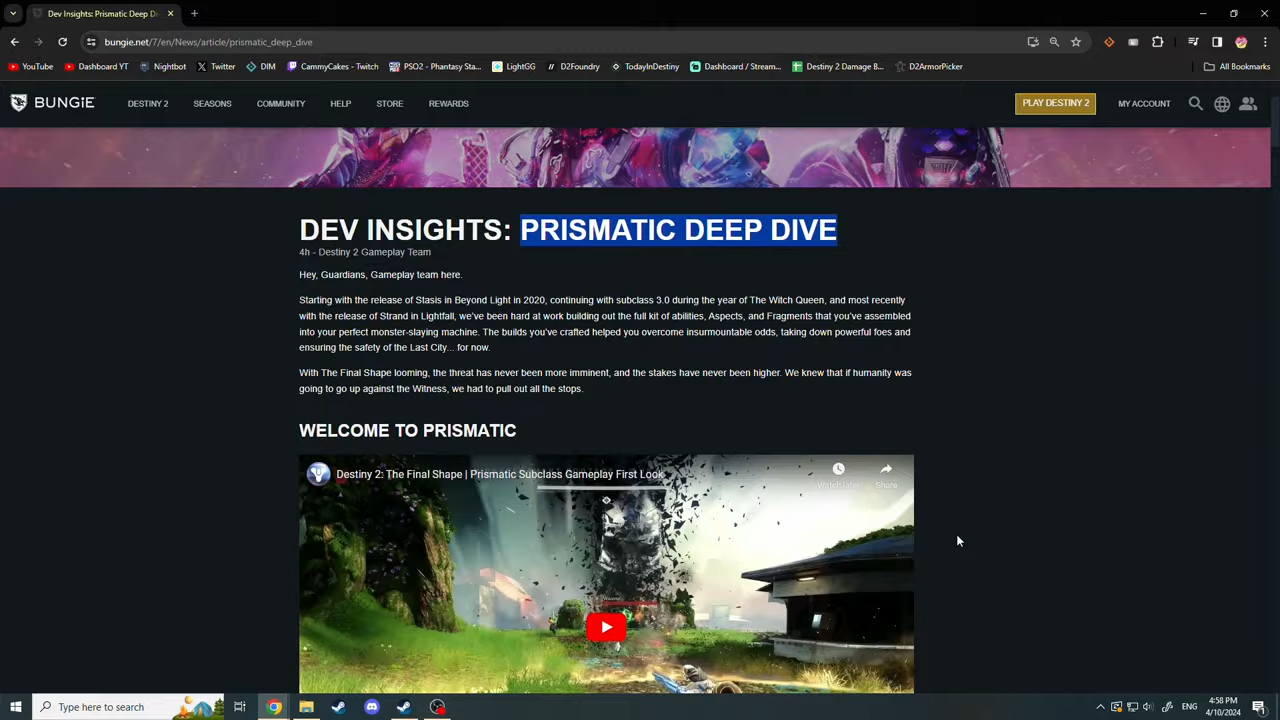 Dev Insights: Prismatic Deep D
bungie.net/7/en/News/article/prismatic_deep_dive
YouTube
Dashboard YT
Nightbot
Twitter
DIM
CammyCakes - Twitch
PSO2 - Phantasy Sta...
LightGG
D2Foundry
TodayInDestiny
Dashboard / Stream...
Destiny 2 Damage B...
D2ArmorPicker
All Bookmarks
BUNGiE
DESTINY 2
SEASONS
COMMUNITY
HELP
STORE
REWARDS
PLAY DESTINY 2
MY ACCOUNT
DEV INSIGHTS: PRISMATIC DEEP DIVE
4h - Destiny 2 Gameplay Team
Hey, Guardians, Gameplay team here.
Starting with the release of Stasis in Beyond Light in 2020, continuing with subclass 3.0 during the year of The Witch Queen, and most recently
with the release of Strand in Lightfall, we've been hard at work building out the full kit of abilities, Aspects, and Fragments that you've assembled
into your perfect monster-slaying machine. The builds you've crafted helped you overcome insurmountable odds, taking down powerful foes and
ensuring the safety of the Last City... for now.
With The Final Shape looming, the threat has never been more imminent, and the stakes have never been higher. We knew that if humanity was
going to go up against the Witness, we had to pull out all the stops.
WELCOME TO PRISMATIC
Destiny 2: The Final Shape | Prismatic Subclass Gameplay First Look
Watch later
Share
Type here to search
ENG
4:58 PM
4/10/2024